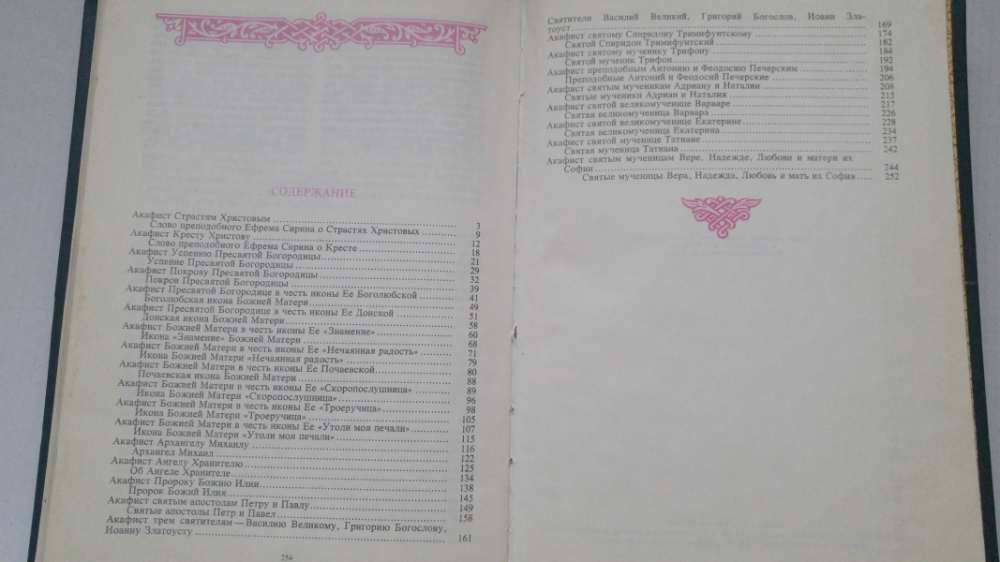 СОДЕРЖАНИЕ
Акафист Страстям Христовым 3
Слово преподобного Ефрема Сирина о Страстях Христовых 9
Акафист Кресту Христову 12
Слово преподобного Ефрема Сирина о Кресте 18
Акафист Успению Пресвятой Богородицы 21
Успение Пресвятой Богородицы 29
Акафист Покрову Пресвятой Богородицы 32
Покров Пресвятой Богородицы 39
Акафист Пресвятой Богородице в честь иконы Ее Боголюбской 41
Боголюбская икона Божией Матери 49
Акафист Пресвятой Богородице в честь иконы Ее Донской 51
Донская икона Божией Матери 58
Акафист Божией Матери в честь иконы Ее «Знамение» 60
Икона «Знамение» Божией Матери 68
Акафист Божией Матери в честь иконы Ее «Нечаянная радость» 71
Икона Божией Матери «Нечаянная радость» 79
Акафист Божией Матери в честь иконы Ее Почаевской 80
Почаевская икона Божией Матери 88
Акафист Божией Матери в честь иконы Ее «Скоропослушница» 89
Икона Божией Матери «Скоропослушница» 96
Акафист Божией Матери в честь иконы Ее «Троеручица» 98
Икона Божией Матери «Троеручица» 105
Акафист Божией Матери в честь иконы Ее «Утоли моя печали» 107
Икона Божией Матери «Утоли моя печали» 115
Акафист Архангелу Михаилу 116
Архангел Михаил 122
Акафист Ангелу Хранителю 125
Об Ангеле Хранителе 134
Акафист Пророку Божию Илии 138
Пророк Божий Илия 145
Акафист святым апостолам Петру и Павлу 149
Святые апостолы Петр и Павел 158
Акафист трем святителям — Василию Великому, Григорию Богослову,
Иоанну Златоусту 161
254
Святители Василий Великий, Григорий Богослов, Иоанн Зла-
тоуст 169
Акафист святому Спиридону Тримифунтскому 174
Святой Спиридон Тримифунтский 182
Акафист святому мученику Трифону 184
Святой мученик Трифон 192
Акафист преподобным Антонию и Феодосию Печерским 194
Преподобные Антоний и Феодосий Печерские 206
Акафист святым мученикам Адриану и Наталии 208
Святые мученики Адриан и Наталия 215
Акафист святой великомученице Варваре 217
Святая великомученица Варвара 226
Акафист святой великомученице Екатерине 228
Святая великомученица Екатерина 234
Акафист святой мученице Татиане 237
Святая мученица Татиана 242
Акафист святым мученицам Вере, Надежде, Любови и матери их
Софии 244
Святые мученицы Вера, Надежда, Любовь и мать их София 252